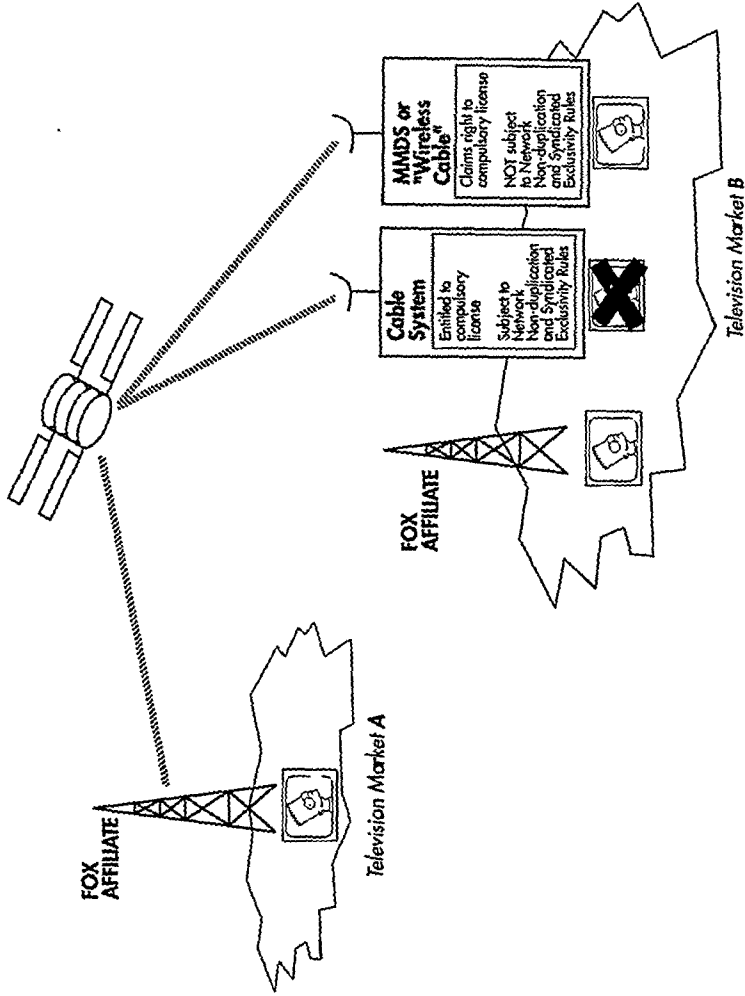 FOX
AFFILIATE
Television Market A
FOX
AFFILIATE
Cable
System
Entitled to
compulsory
license
Subject to
Network
Non-duplication
and Syndicated
Exclusivity Rules
MMDS or
"Wireless
Cable"
Claims right to
compulsory license
NOT subject
to Network
Non-duplication
and Syndicated
Exclusivity Rules
Television Market B